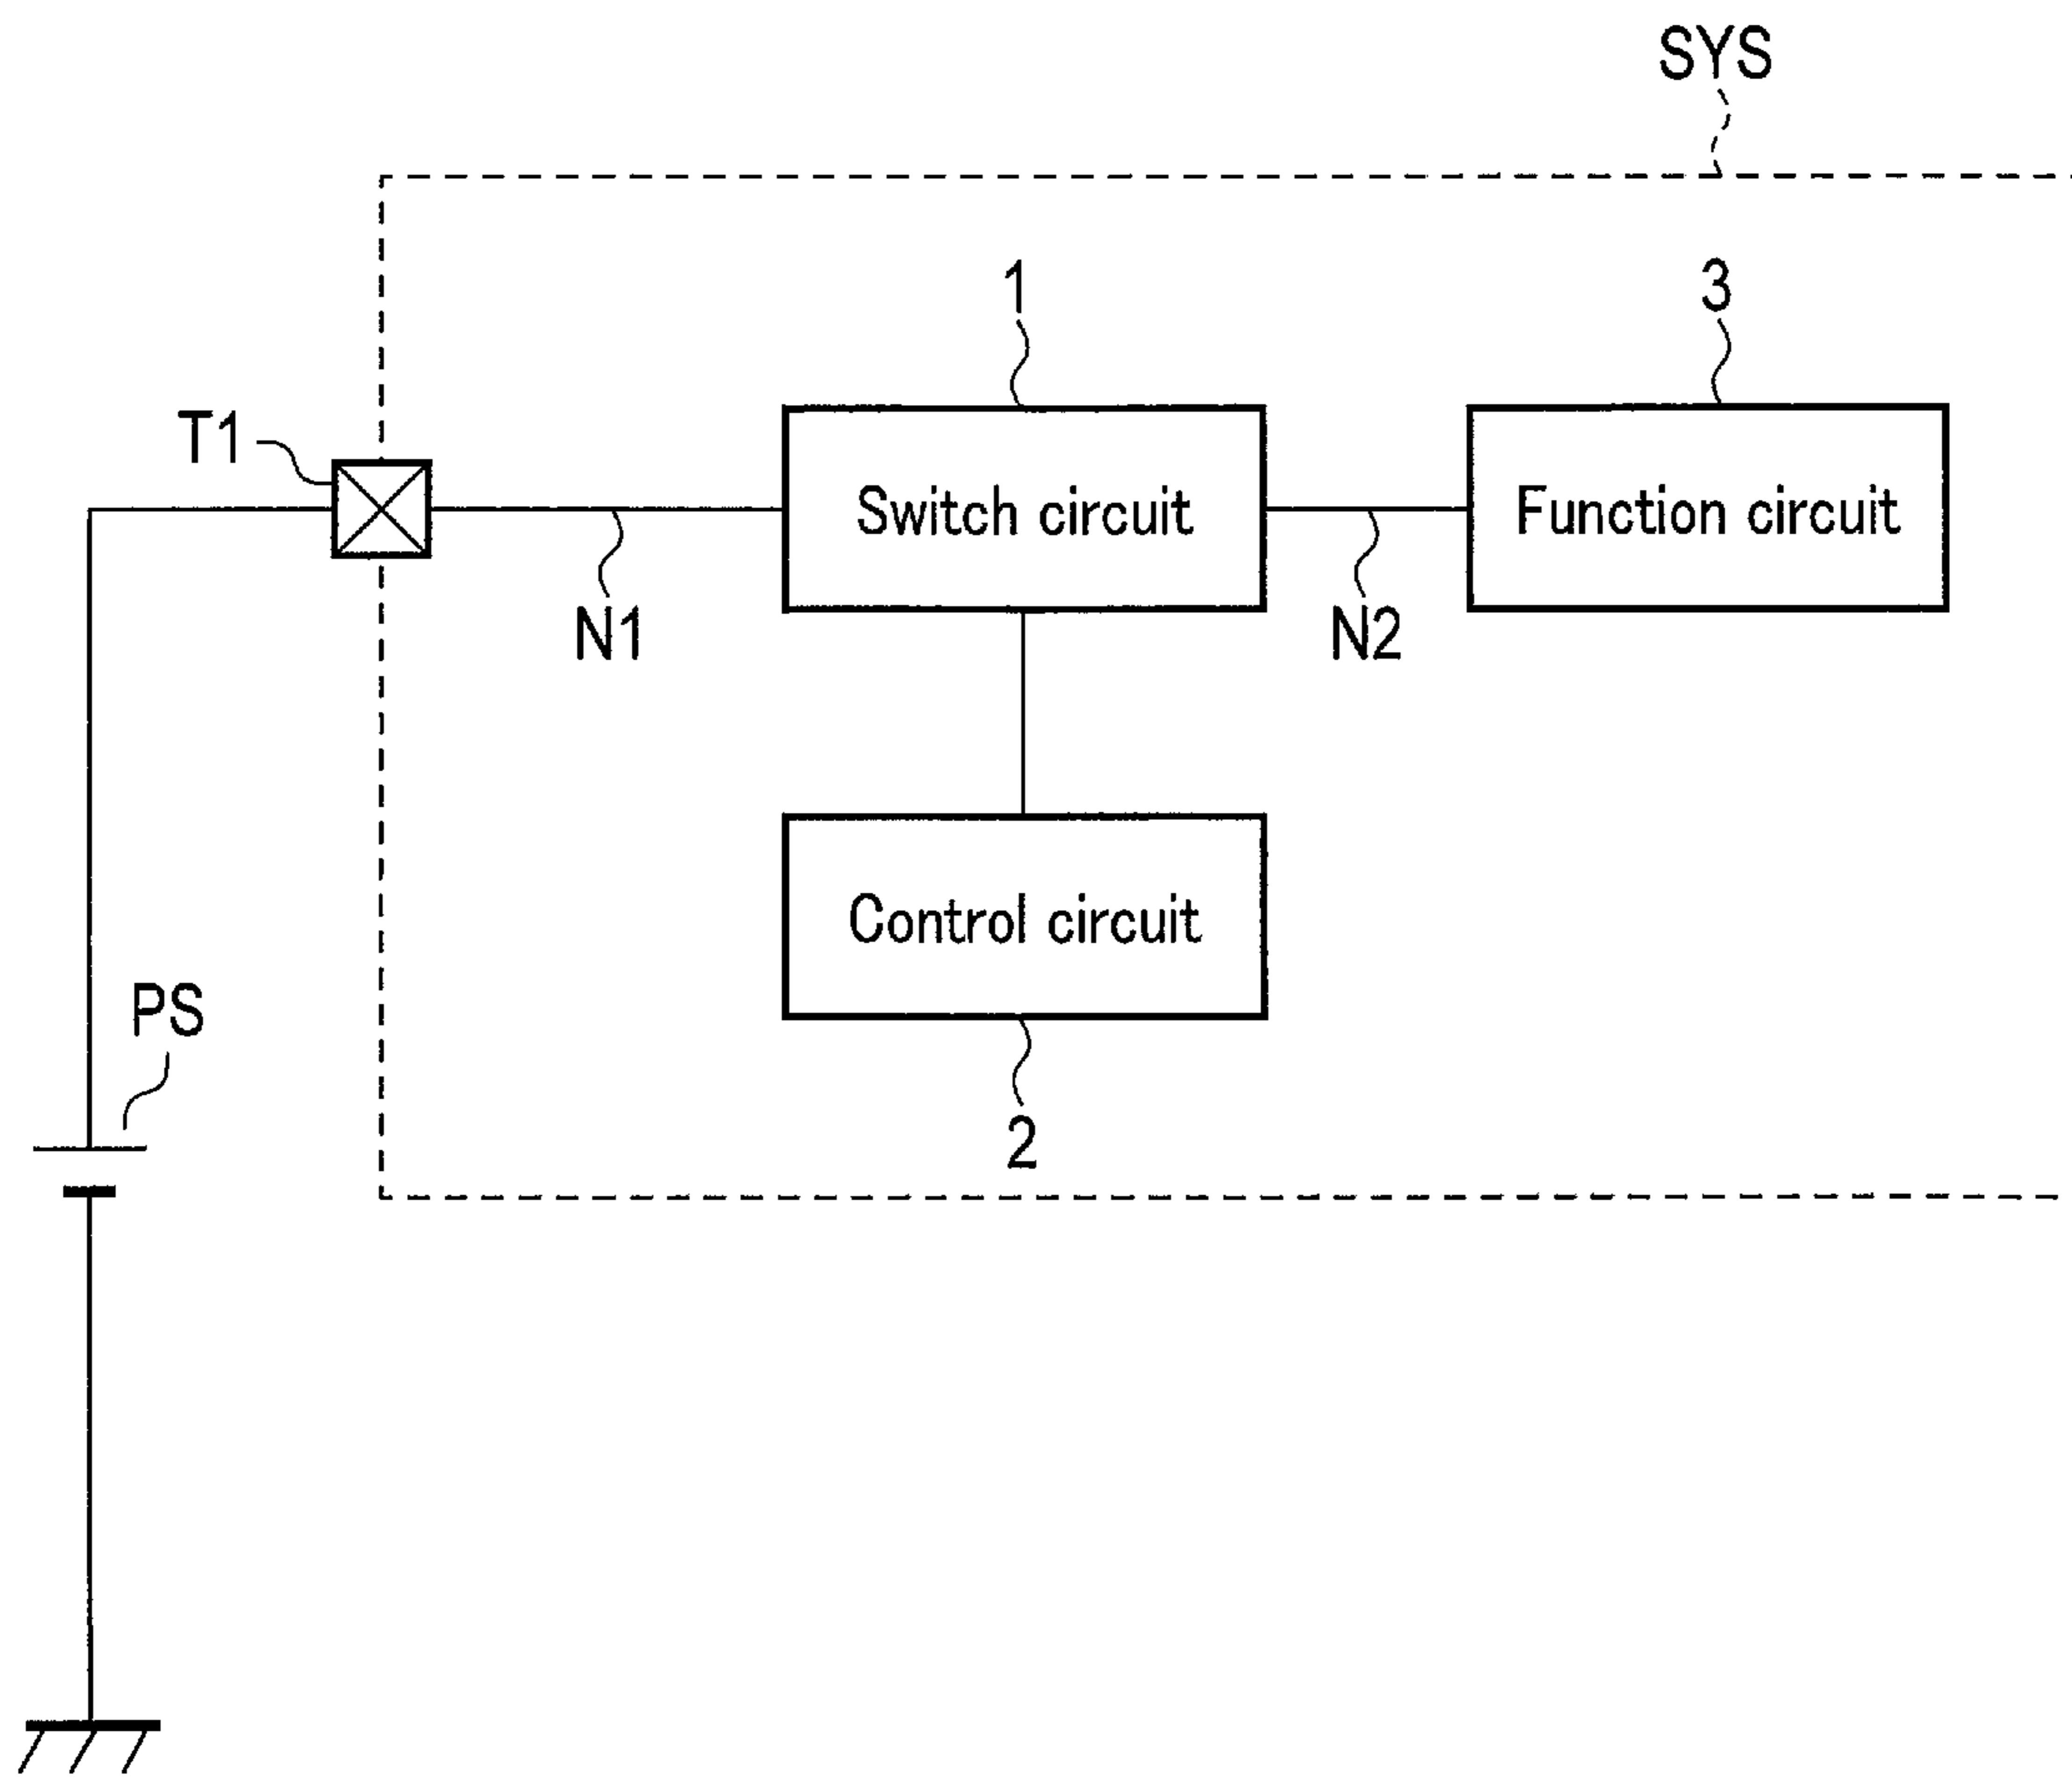 SYS
1
3
T1
Switch circuit
Function circuit
N1
N2
Control circuit
PS
2